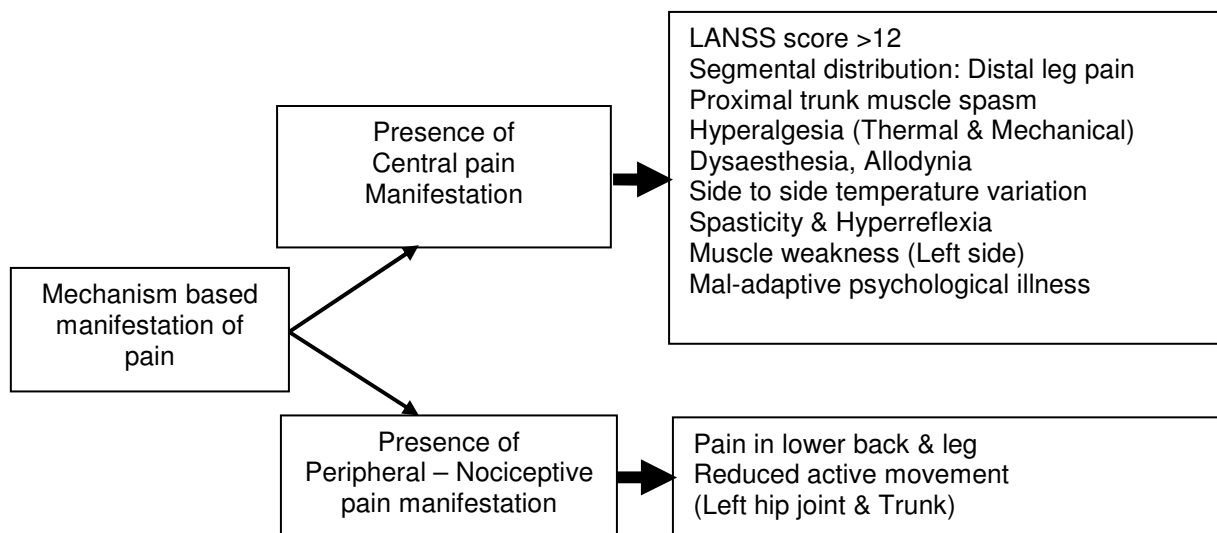 LANSS score >12
Segmental distribution: Distal leg pain
Proximal trunk muscle spasm
Hyperalgesia (Thermal & Mechanical)
Dysaesthesia, Allodynia
Side to side temperature variation
Spasticity & Hyperreflexia
Muscle weakness (Left side)
Mal-adaptive psychological illness
Presence of
Central pain
Manifestation
Mechanism based
manifestation of
pain
Presence of
Peripheral – Nociceptive
pain manifestation
Pain in lower back & leg
Reduced active movement
(Left hip joint & Trunk)